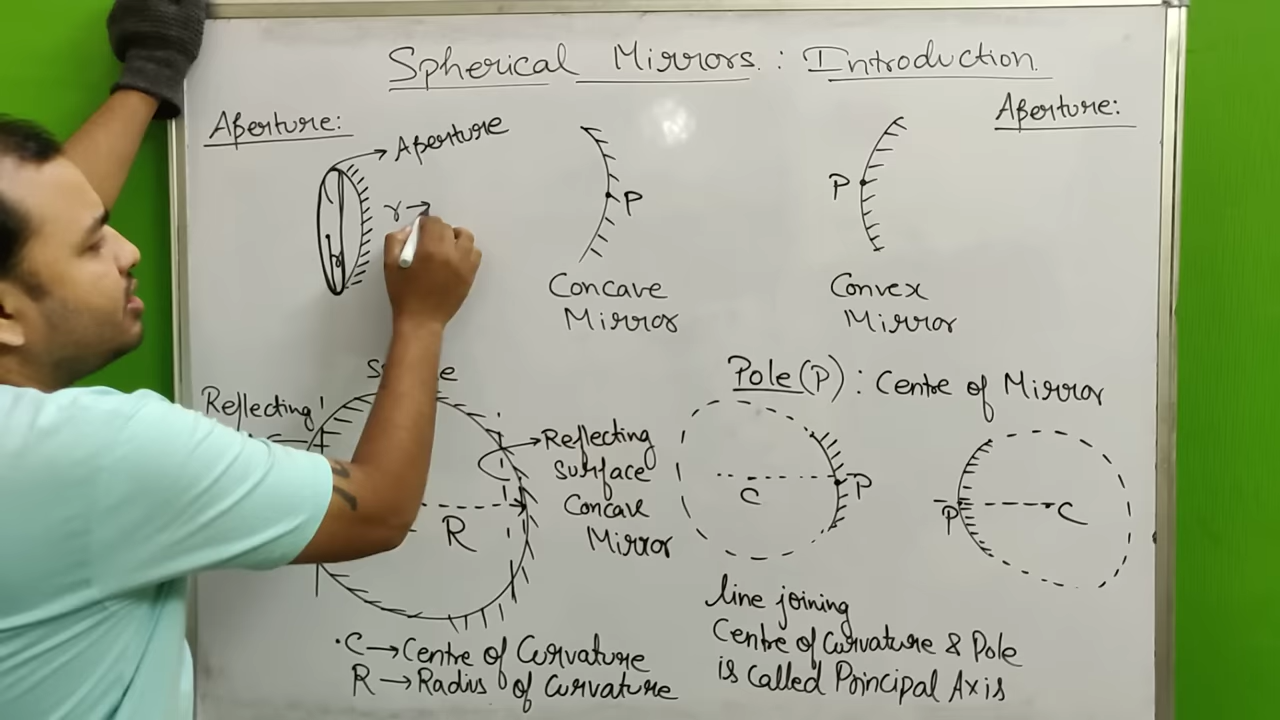 Spherical Mirrors : Introduction
Aperture:
Aperture
r
r →
P
Concave
Mirror
P
Convex
Mirror
Aperture:
Reflecting
Reflecting
Surface
Concave
Mirror
R
.C → Centre of Curvature
R → Radius of Curvature
Pole (P) : Centre of Mirror
C
P
P
C
line joining
Centre of Curvature & Pole
is called Principal Axis